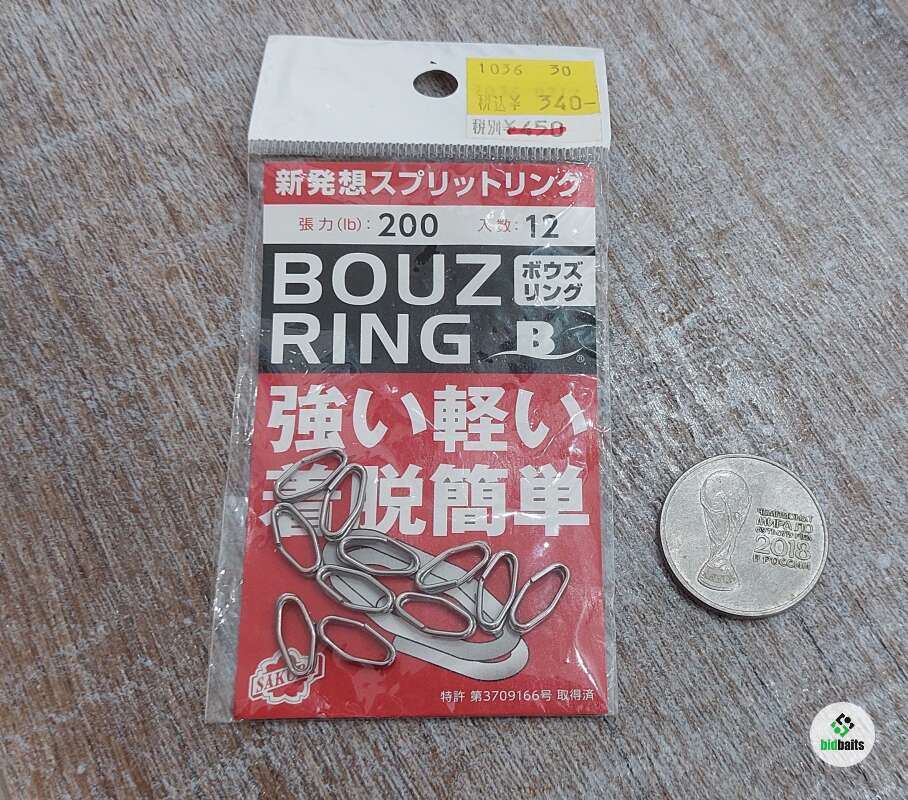 1036 30
税込¥ 340-
税別¥450
新発想スプリットリング
張力(lb): 200 入数: 12
BOUZ ボウズ
リング
RING B ®
強い軽い
着脱簡単
SAKU
特許 第3709166号 取得済
ЧЕМПИОНАТ
МИРА ПО
ФУТБОЛУ FIFA
2018
В РОССИИ
bidbaits